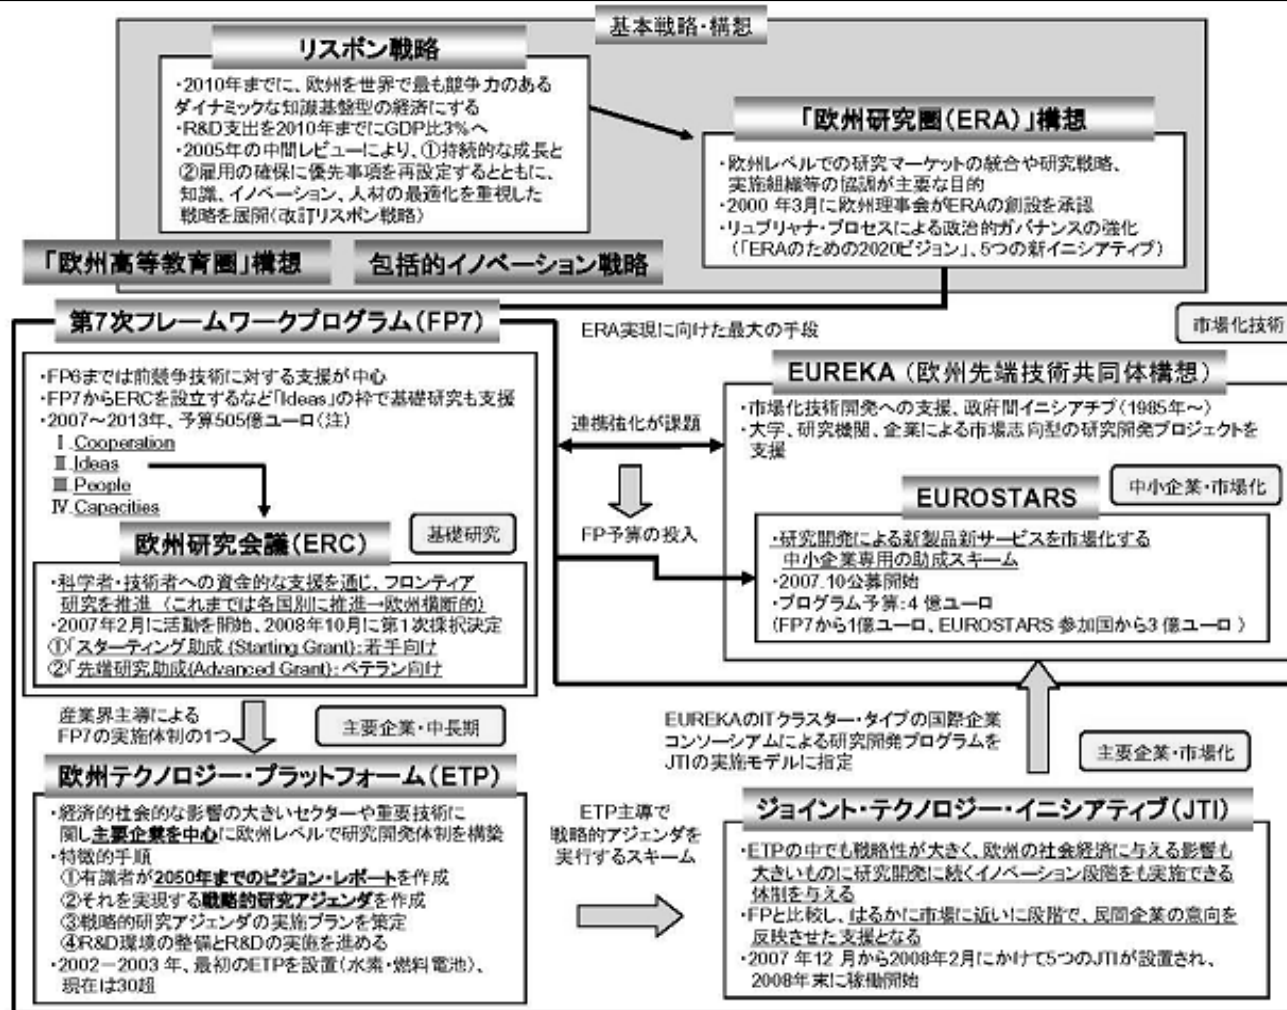 基本戦略・構想
リスボン戦略
・2010年までに、欧州を世界で最も競争力のある
ダイナミックな知識基盤型の経済にする
・R&D支出を2010年までにGDP比3%へ
・2005年の中間レビューにより、①持続的な成長と
②雇用の確保に優先事項を再設定するとともに、
知識、イノベーション、人材の最適化を重視した
戦略を展開（改訂リスボン戦略）
「欧州研究圏（ERA）」構想
・欧州レベルでの研究マーケットの統合や研究戦略、
実施組織等の協調が主要な目的
・2000 年3月に欧州理事会がERAの創設を承認
・リュブリャナ・プロセスによる政治的ガバナンスの強化
（「ERAのための2020ビジョン」、5つの新イニシアティブ）
「欧州高等教育圏」構想
包括的イノベーション戦略
第7次フレームワークプログラム（FP7）
・FP6までは前競争技術に対する支援が中心
・FP7からERCを設立するなど「Ideas」の枠で基礎研究も支援
・2007～2013年、予算505億ユーロ（注）
Ⅰ Cooperation
Ⅱ Ideas
Ⅲ People
Ⅳ Capacities
基礎研究
欧州研究会議（ERC）
・科学者・技術者への資金的な支援を通じ、フロンティア
研究を推進（これまでは各国別に推進→欧州横断的）
・2007年2月に活動を開始、2008年10月に第1次採択決定
①「スターティング助成 (Starting Grant)：若手向け
②「先端研究助成(Advanced Grant)：ベテラン向け
ERA実現に向けた最大の手段
連携強化が課題
FP予算の投入
市場化技術
EUREKA（欧州先端技術共同体構想）
・市場化技術開発への支援、政府間イニシアチブ（1985年～）
・大学、研究機関、企業による市場志向型の研究開発プロジェクトを
支援
中小企業・市場化
EUROSTARS
・研究開発による新製品新サービスを市場化する
中小企業専用の助成スキーム
・2007.10公募開始
・プログラム予算：4 億ユーロ
（FP7から1億ユーロ、EUROSTARS 参加国から3 億ユーロ ）
産業界主導による
FP7の実施体制の1つ
主要企業・中長期
欧州テクノロジー・プラットフォーム（ETP）
・経済的社会的な影響の大きいセクターや重要技術に
関し主要企業を中心に欧州レベルで研究開発体制を構築
・特徴的手順
①有識者が2050年までのビジョン・レポートを作成
②それを実現する戦略的研究アジェンダを作成
③戦略的研究アジェンダの実施プランを策定
④R&D環境の整備とR&Dの実施を進める
・2002－2003 年、最初のETPを設置（水素・燃料電池）、
現在は30超
ETP主導で
戦略的アジェンダを
実行するスキーム
EUREKAのITクラスター・タイプの国際企業
コンソーシアムによる研究開発プログラムを
JTIの実施モデルに指定
主要企業・市場化
ジョイント・テクノロジー・イニシアティブ（JTI）
・ETPの中でも戦略性が大きく、欧州の社会経済に与える影響も
大きいものに研究開発に続くイノベーション段階をも実施できる
体制を与える
・FPと比較し、はるかに市場に近いに段階で、民間企業の意向を
反映させた支援となる
・2007 年12 月から2008年2月にかけて5つのJTIが設置され、
2008年末に稼働開始